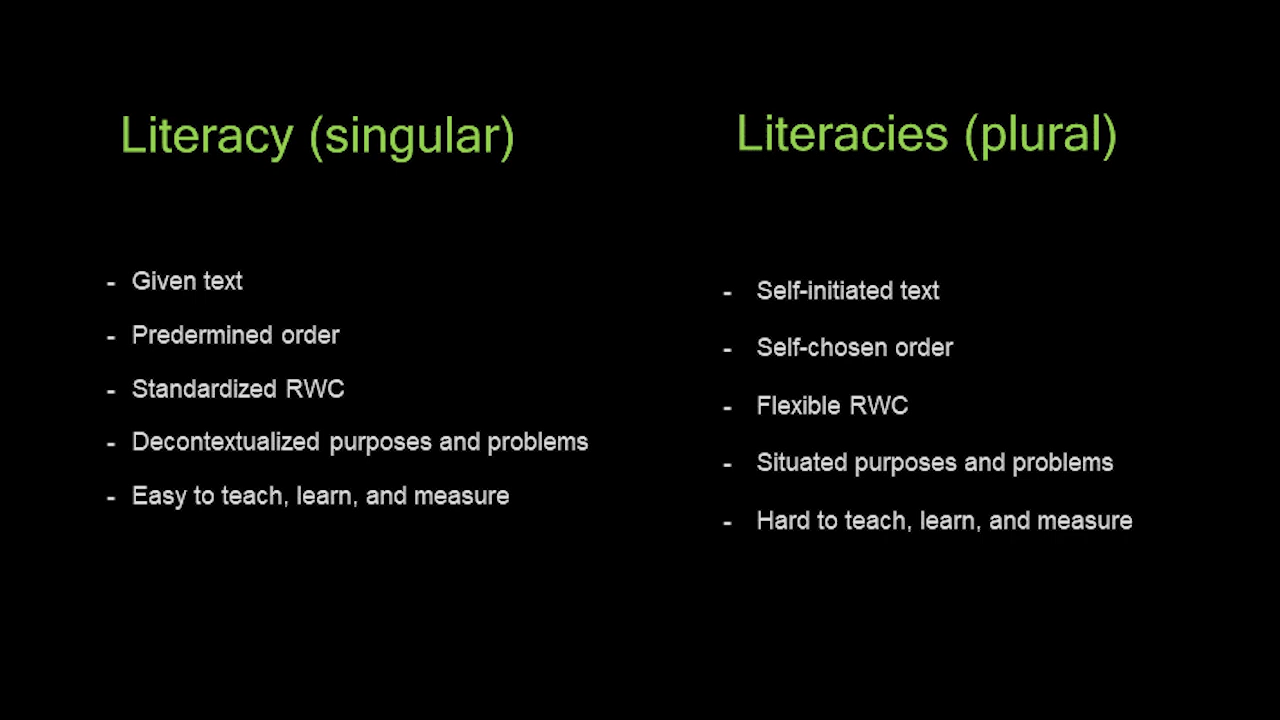 Literacy (singular)
- Given text
- Predermined order
- Standardized RWC
- Decontextualized purposes and problems
- Easy to teach, learn, and measure
Literacies (plural)
- Self-initiated text
- Self-chosen order
- Flexible RWC
- Situated purposes and problems
- Hard to teach, learn, and measure